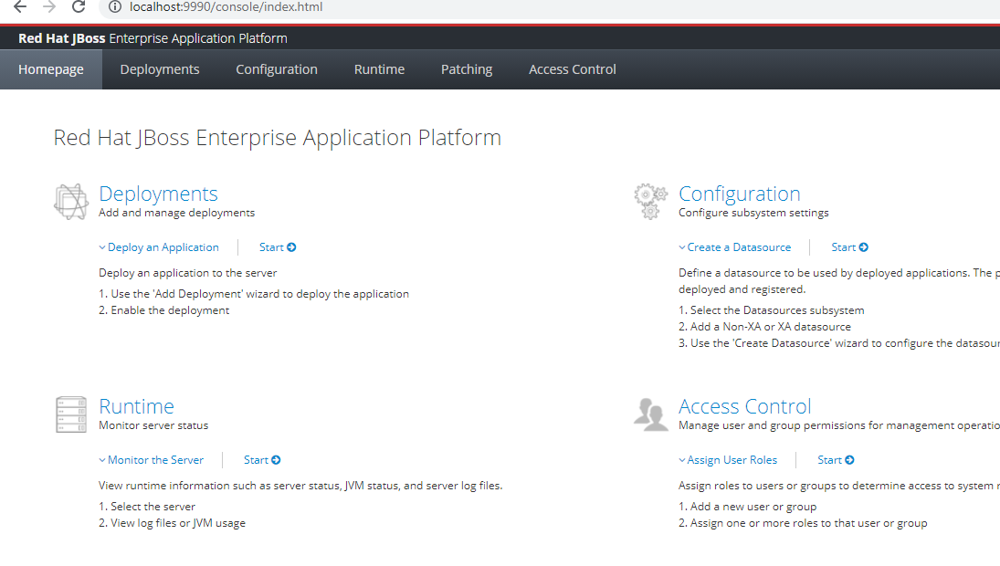 localhost:9990/console/index.html
Red Hat JBoss Enterprise Application Platform
Homepage Deployments Configuration Runtime Patching Access Control
Red Hat JBoss Enterprise Application Platform
Deployments
Add and manage deployments
Deploy an Application Start
Deploy an application to the server
1. Use the 'Add Deployment' wizard to deploy the application
2. Enable the deployment
Configuration
Configure subsystem settings
Create a Datasource Start
Define a datasource to be used by deployed applications. The p
deployed and registered.
1. Select the Datasources subsystem
2. Add a Non-XA or XA datasource
3. Use the 'Create Datasource' wizard to configure the datasour
Runtime
Monitor server status
Monitor the Server Start
View runtime information such as server status, JVM status, and server log files.
1. Select the server
2. View log files or JVM usage
Access Control
Manage user and group permissions for management operatio
Assign User Roles Start
Assign roles to users or groups to determine access to system r
1. Add a new user or group
2. Assign one or more roles to that user or group